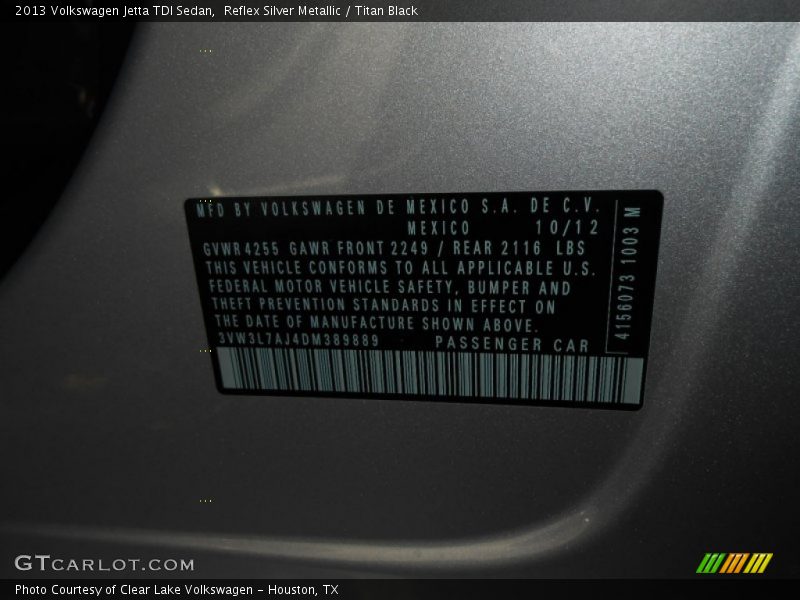 2013 Volkswagen Jetta TDI Sedan,  Reflex Silver Metallic / Titan Black
MFD BY VOLKSWAGEN DE MEXICO S.A. DE C.V.
MEXICO 10/12
GVWR 4255 GAWR FRONT 2249 / REAR 2116 LBS
THIS VEHICLE CONFORMS TO ALL APPLICABLE U.S.
FEDERAL MOTOR VEHICLE SAFETY, BUMPER AND
THEFT PREVENTION STANDARDS IN EFFECT ON
THE DATE OF MANUFACTURE SHOWN ABOVE.
3VW3L7AJ4DM389889 PASSENGER CAR
4156073 1003 M
GTCARLOT.COM
Photo Courtesy of Clear Lake Volkswagen - Houston, TX